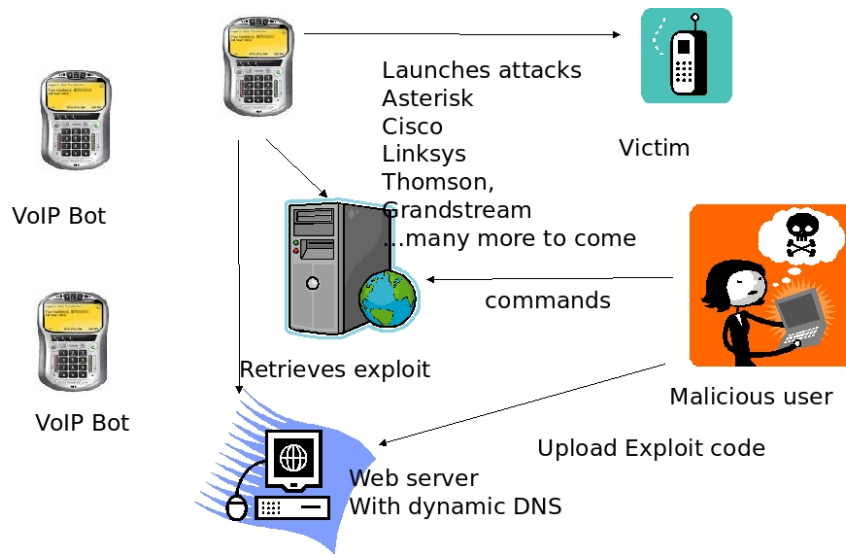 Launches attacks
Asterisk
Cisco
Linksys
Thomson,
Grandstream
...many more to come
Victim
VoIP Bot
commands
Retrieves exploit
Malicious user
VoIP Bot
Upload Exploit code
Web server
With dynamic DNS